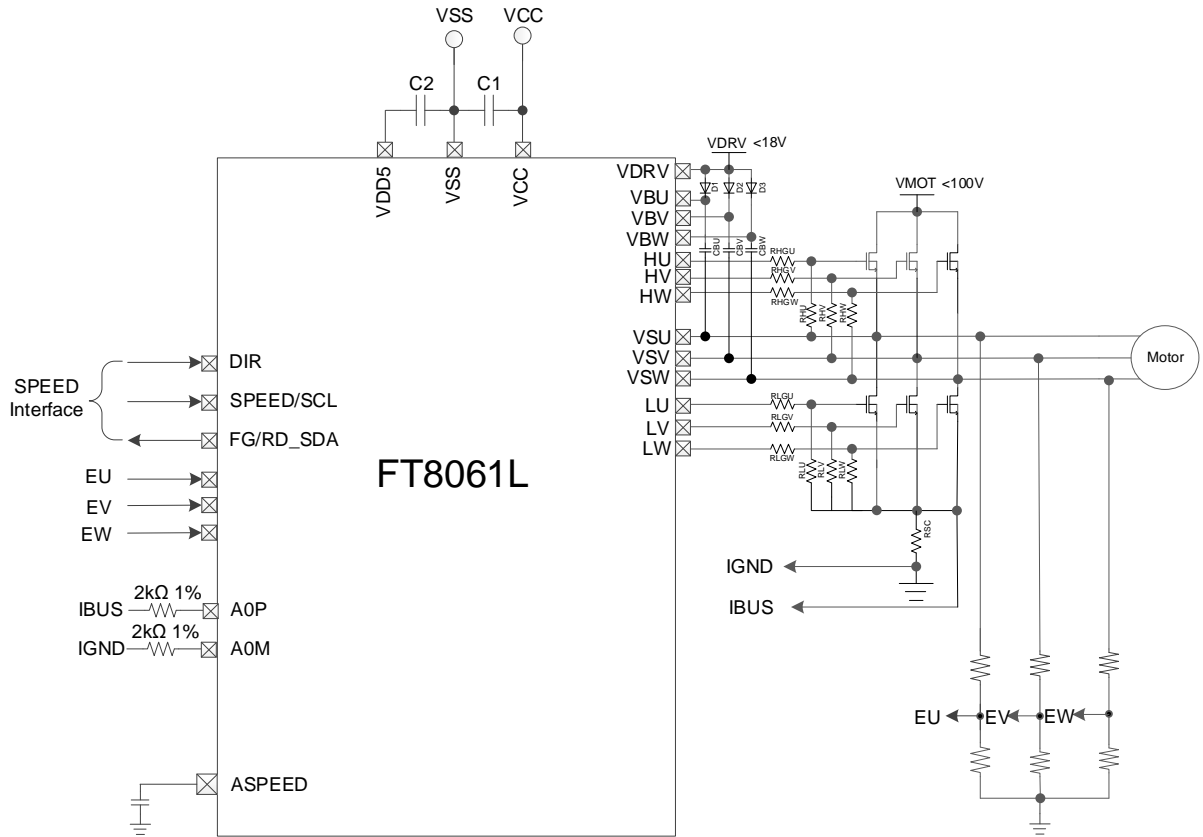 VSS
VCC
C2
C1
VDD5
VSS
VCC
VDRV <18V
D1
D2
D3
VMOT <100V
VDRV
VBU
VBV
VBW
HU
HV
HW
VSU
VSV
VSW
LU
LV
LW
CBU
CBV
CBW
RHGU
RHGV
RHGW
RHU
RHV
RHW
RLGU
RLGV
RLGW
RLU
RLV
RLW
RSC
Motor
SPEED
Interface
DIR
SPEED/SCL
FG/RD_SDA
EU
EV
EW
FT8061L
IGND
IBUS
IBUS
2kΩ 1%
A0P
IGND
2kΩ 1%
A0M
EU
EV
EW
ASPEED